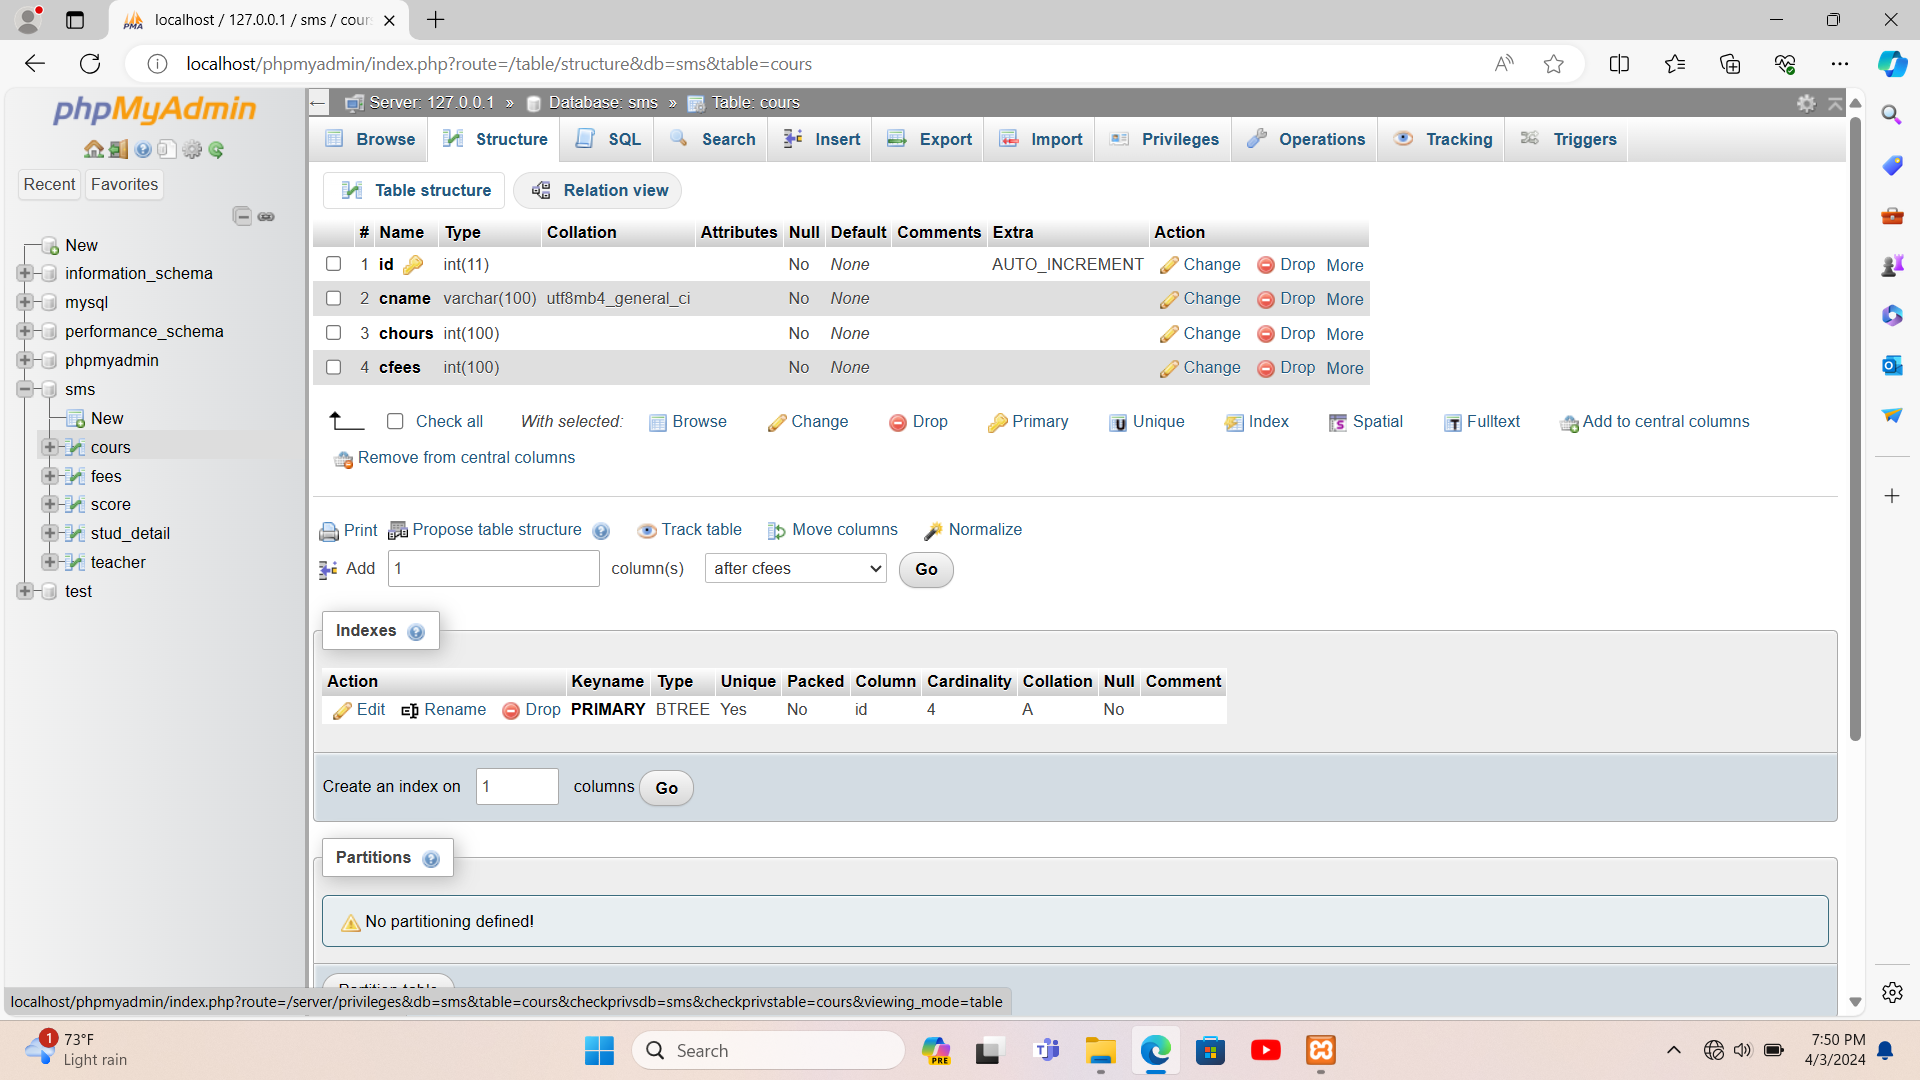 localhost / 127.0.0.1 / sms / cour
localhost/phpmyadmin/index.php?route=/table/structure&db=sms&table=cours
phpMyAdmin
Recent Favorites
New
information_schema
mysql
performance_schema
phpmyadmin
sms
New
cours
fees
score
stud_detail
teacher
test
Server: 127.0.0.1 » Database: sms » Table: cours
Browse Structure SQL Search Insert Export Import Privileges Operations Tracking Triggers
Table structure Relation view
# Name Type Collation Attributes Null Default Comments Extra Action
1 id int(11) No None AUTO_INCREMENT Change Drop More
2 cname varchar(100) utf8mb4_general_ci No None Change Drop More
3 chours int(100) No None Change Drop More
4 cfees int(100) No None Change Drop More
Check all With selected: Browse Change Drop Primary Unique Index Spatial Fulltext Add to central columns
Remove from central columns
Print Propose table structure Track table Move columns Normalize
Add 1 column(s) after cfees Go
Indexes
Action Keyname Type Unique Packed Column Cardinality Collation Null Comment
Edit Rename Drop PRIMARY BTREE Yes No id 4 A No
Create an index on 1 columns Go
Partitions
No partitioning defined!
Partition table
localhost/phpmyadmin/index.php?route=/server/privileges&db=sms&table=cours&checkprivsdb=sms&checkprivstable=cours&viewing_mode=table
1
73°F
Light rain
Search
PRE
7:50 PM
4/3/2024